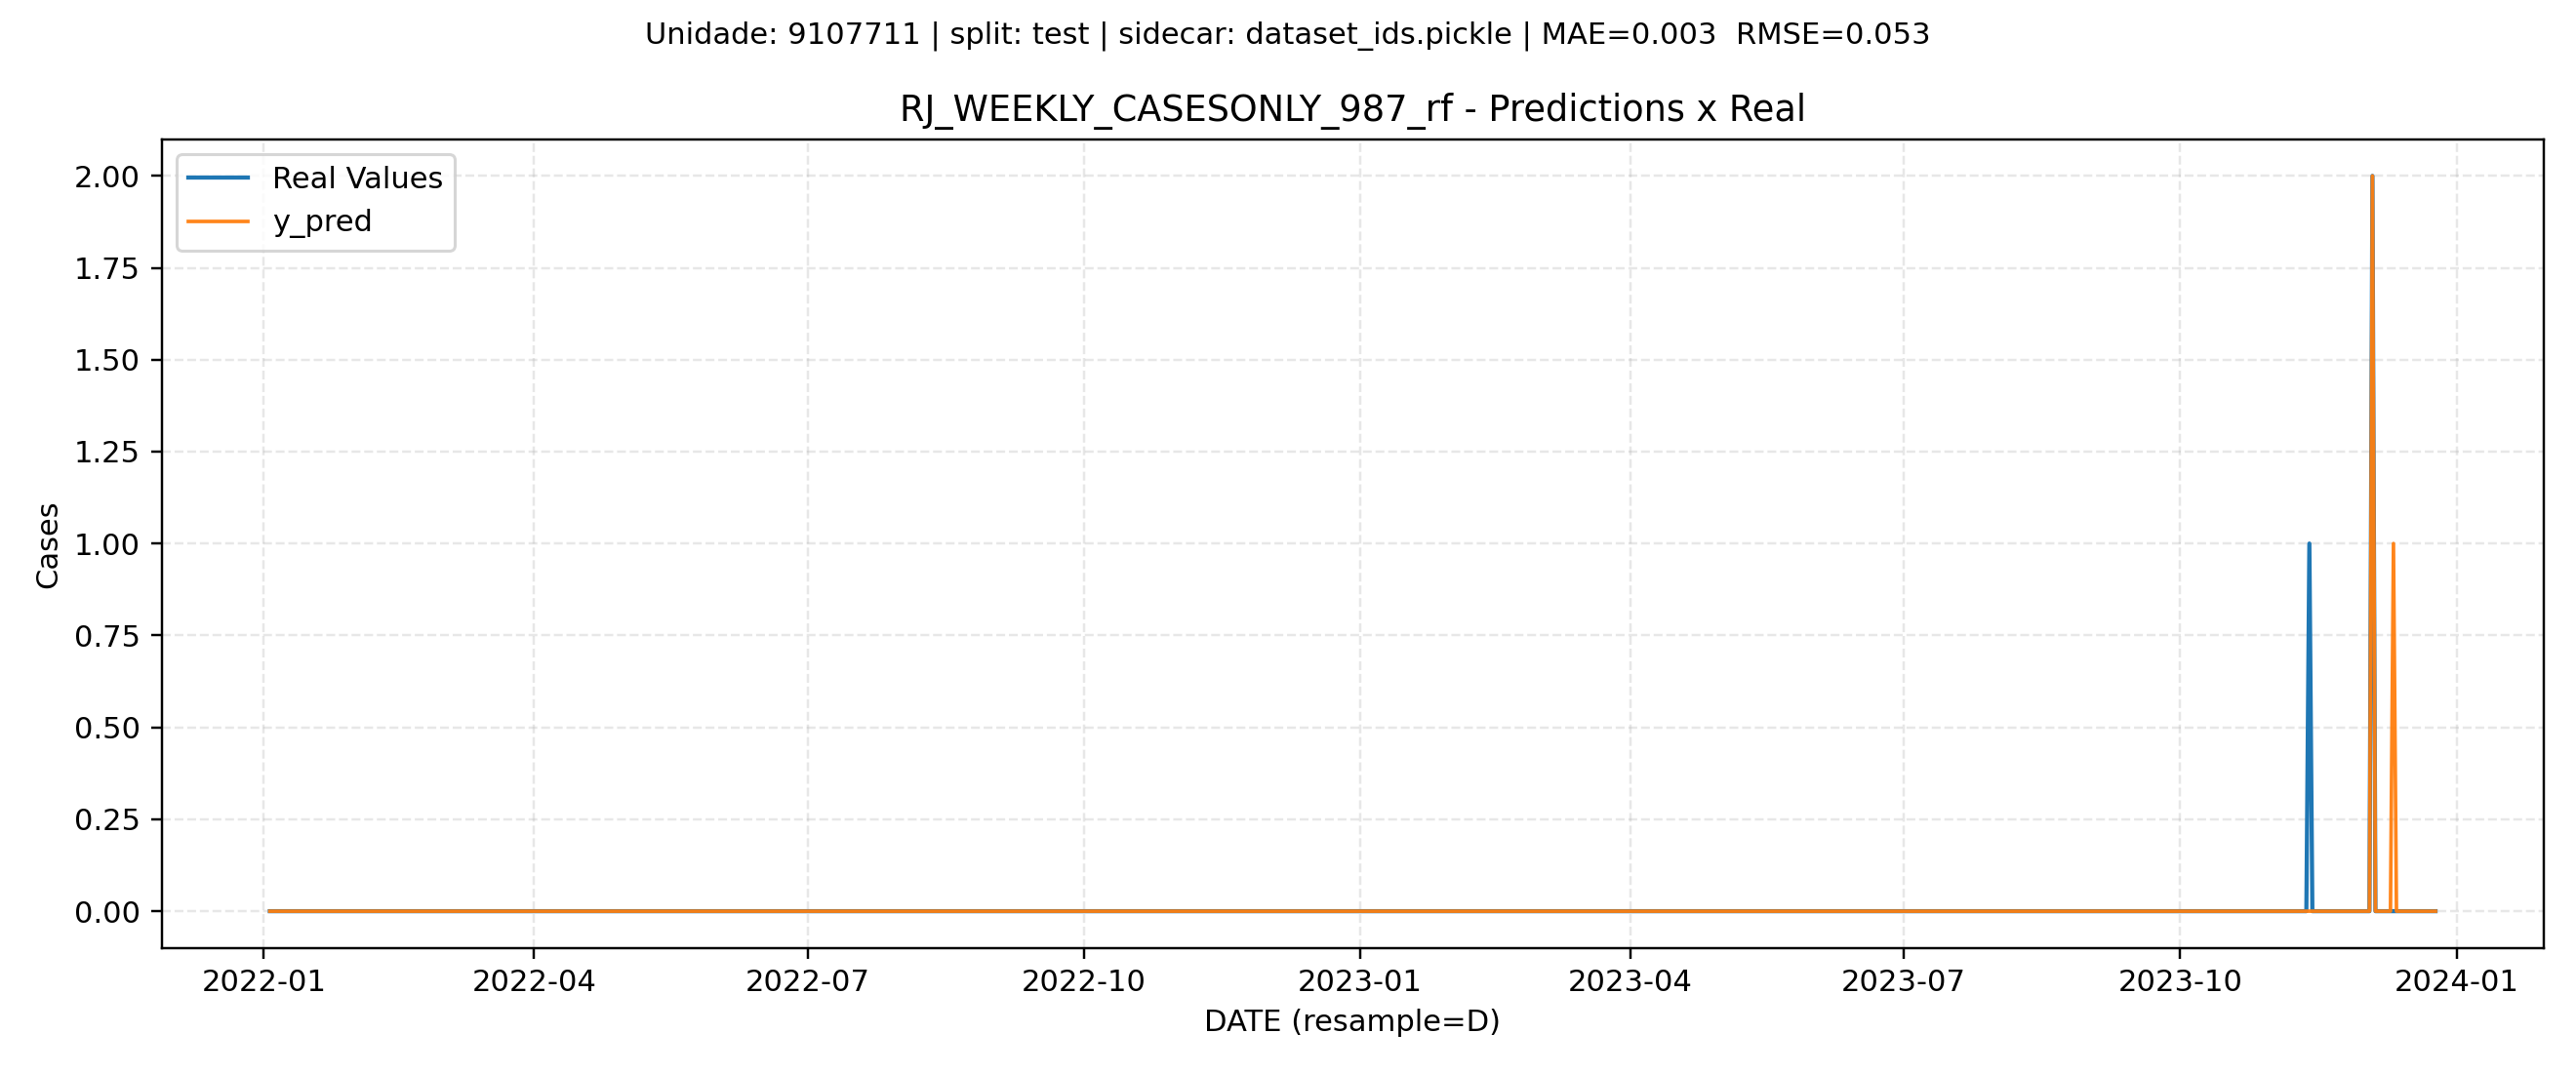 Unidade: 9107711 | split: test | sidecar: dataset_ids.pickle | MAE=0.003  RMSE=0.053
RJ_WEEKLY_CASESONLY_987_rf - Predictions x Real
Real Values
y_pred
Cases
2.00
1.75
1.50
1.25
1.00
0.75
0.50
0.25
0.00
2022-01 2022-04 2022-07 2022-10 2023-01 2023-04 2023-07 2023-10 2024-01
DATE (resample=D)